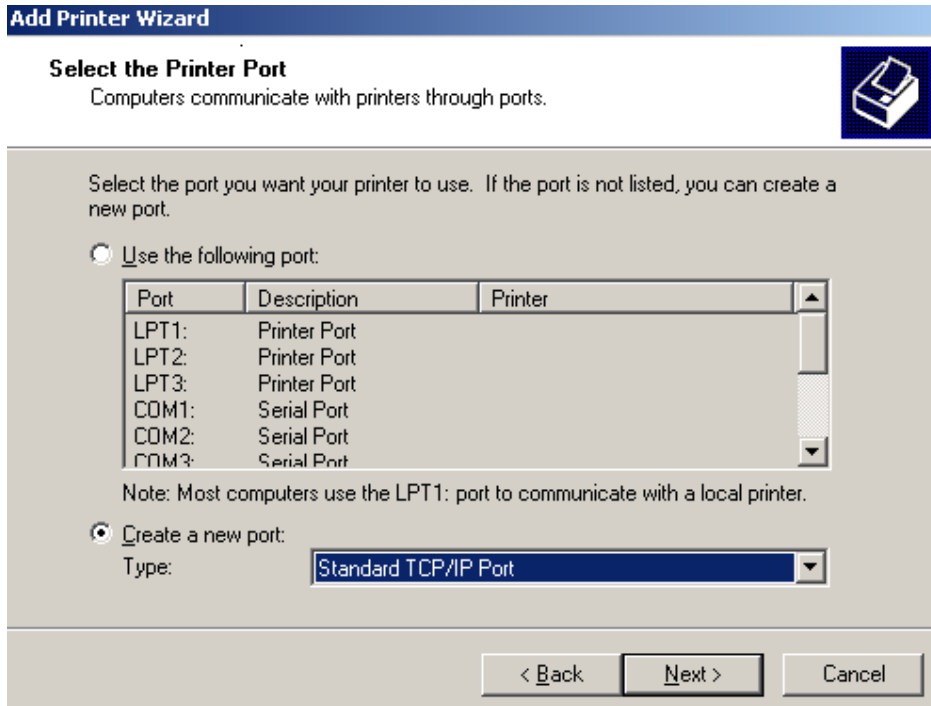 Add Printer Wizard
Select the Printer Port
Computers communicate with printers through ports.
Select the port you want your printer to use. If the port is not listed, you can create a
new port.
Use the following port:
Port Description Printer
LPT1: Printer Port
LPT2: Printer Port
LPT3: Printer Port
COM1: Serial Port
COM2: Serial Port
COM3: Serial Port
Note: Most computers use the LPT1: port to communicate with a local printer.
Create a new port:
Type: Standard TCP/IP Port
< Back Next > Cancel